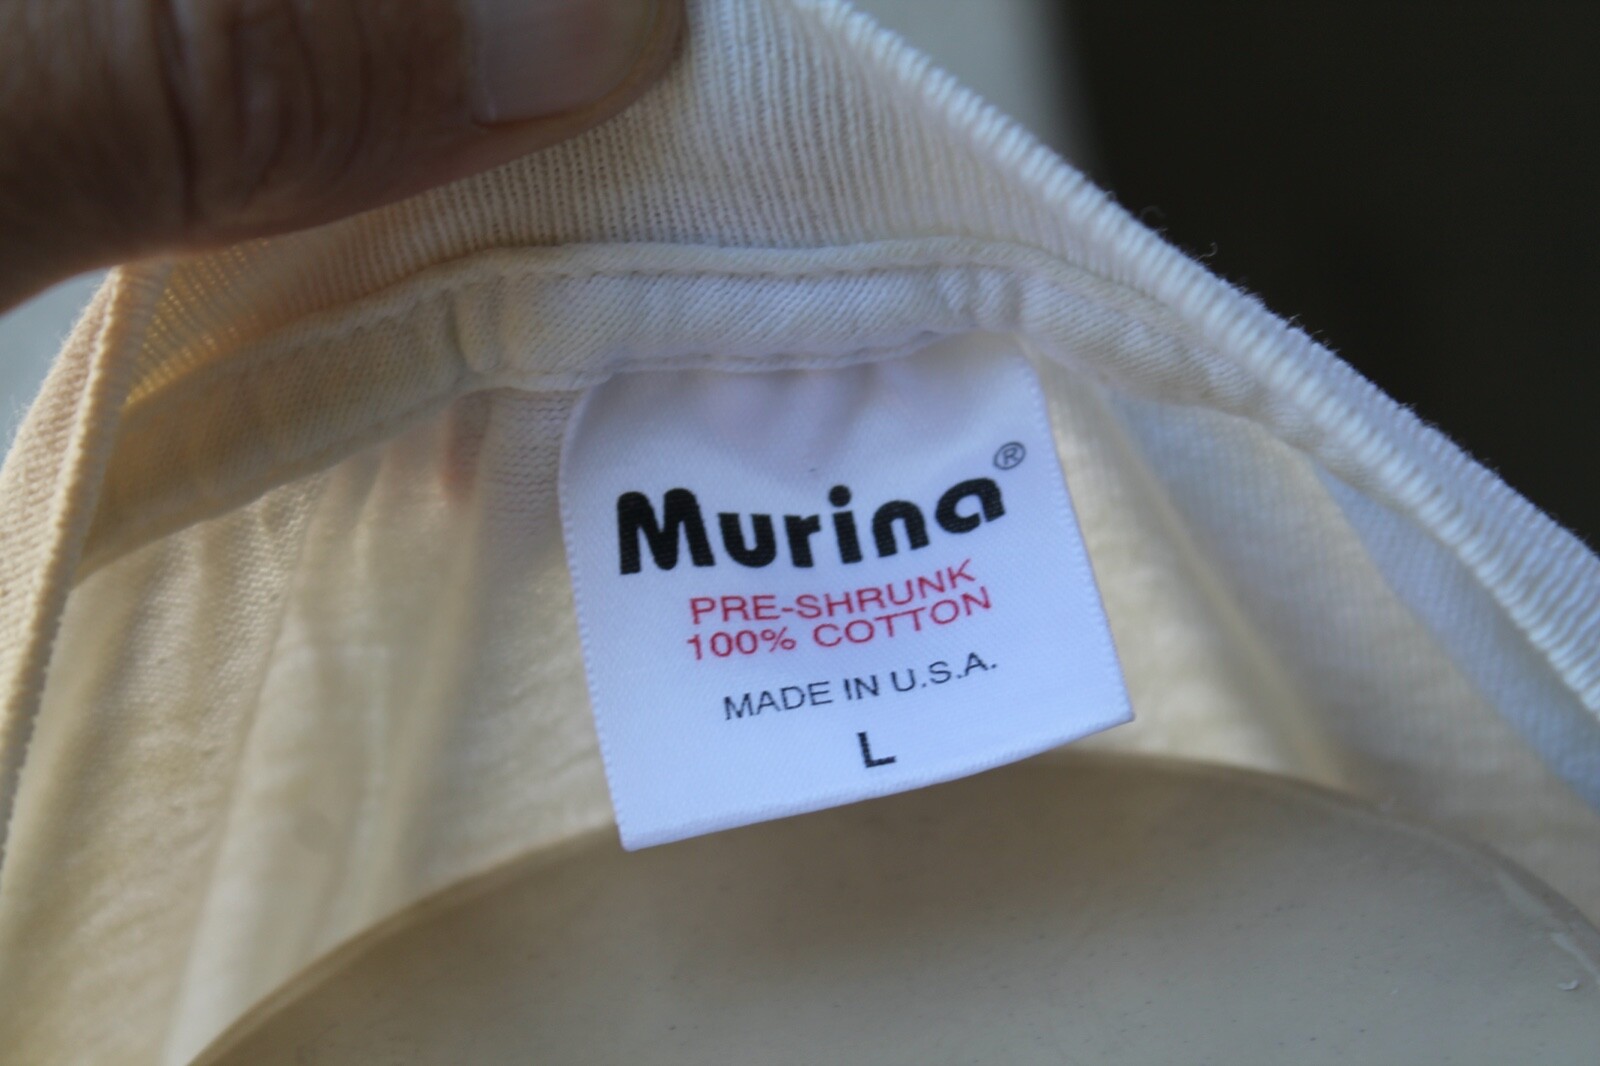 Murina®
PRE-SHRUNK
100% COTTON
MADE IN U.S.A.
L